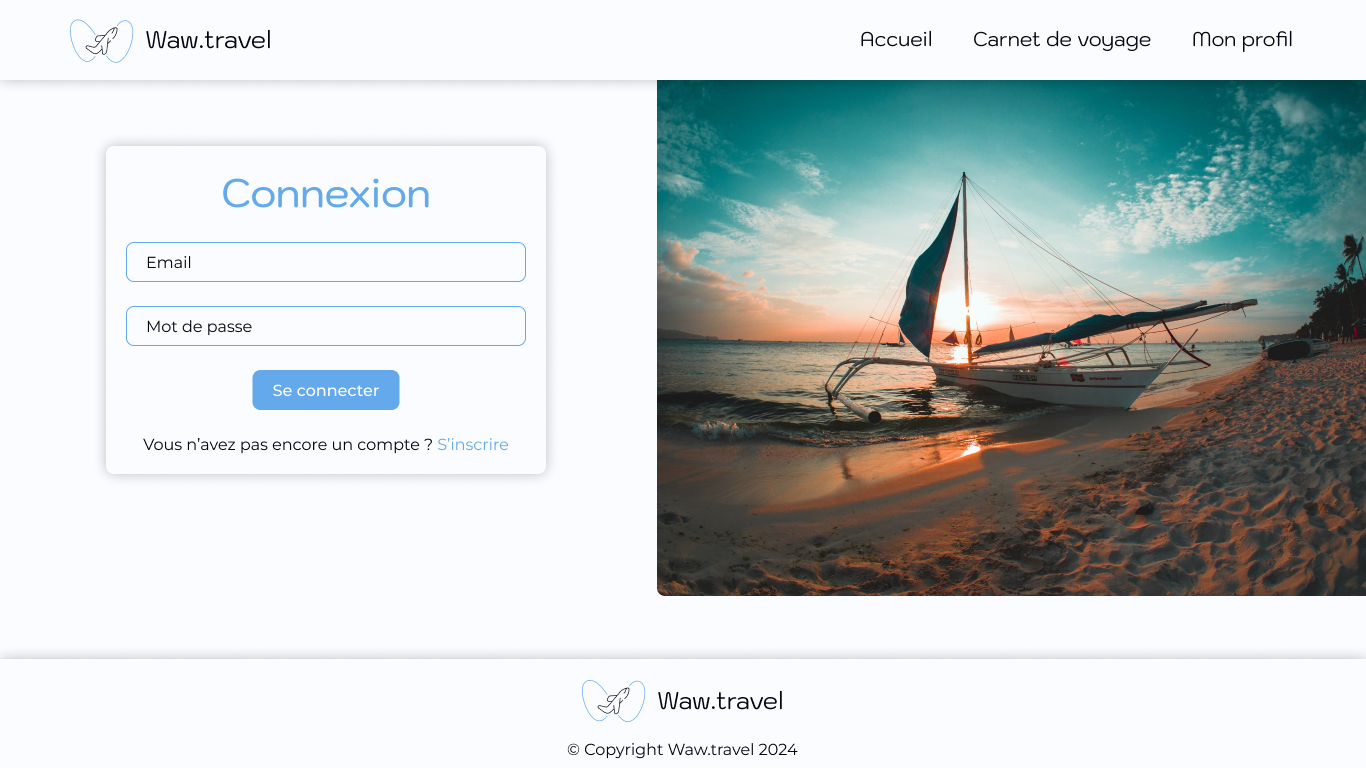 Waw.travel
Accueil
Carnet de voyage
Mon profil
Connexion
Email
Mot de passe
Se connecter
Vous n’avez pas encore un compte ? S’inscrire
Waw.travel
© Copyright Waw.travel 2024